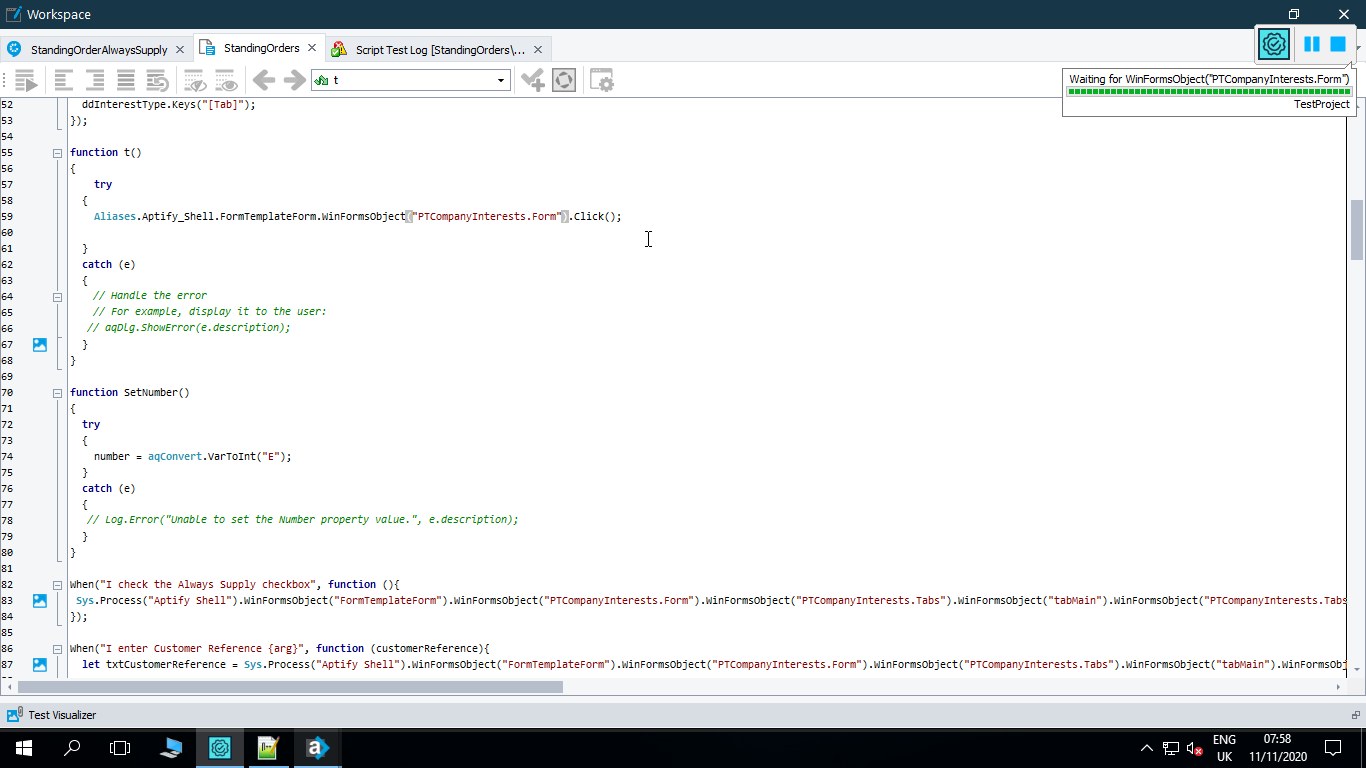 Workspace
StandingOrderAlwaysSupply
StandingOrders
Script Test Log [StandingOrders\...
t
Waiting for WinFormsObject("PTCompanyInterests.Form")
TestProject
52 ddInterestType.Keys("[Tab]");
53 });
54
55 function t()
56 {
57 try
58 {
59 Aliases.Aptify_Shell.FormTemplateForm.WinFormsObject("PTCompanyInterests.Form").Click();
60
61 }
62 catch (e)
63 {
64 // Handle the error
65 // For example, display it to the user:
66 // aqDlg.ShowError(e.description);
67 }
68 }
69
70 function SetNumber()
71 {
72 try
73 {
74 number = aqConvert.VarToInt("E");
75 }
76 catch (e)
77 {
78 // Log.Error("Unable to set the Number property value.", e.description);
79 }
80 }
81
82 When("I check the Always Supply checkbox", function (){
83 Sys.Process("Aptify Shell").WinFormsObject("FormTemplateForm").WinFormsObject("PTCompanyInterests.Form").WinFormsObject("PTCompanyInterests.Tabs").WinFormsObject("tabMain").WinFormsObject("PTCompanyInterests.Tabs
84 });
85
86 When("I enter Customer Reference {arg}", function (customerReference){
87 let txtCustomerReference = Sys.Process("Aptify Shell").WinFormsObject("FormTemplateForm").WinFormsObject("PTCompanyInterests.Form").WinFormsObject("PTCompanyInterests.Tabs").WinFormsObject("tabMain").WinFormsObj
Test Visualizer
ENG
UK
07:58
11/11/2020